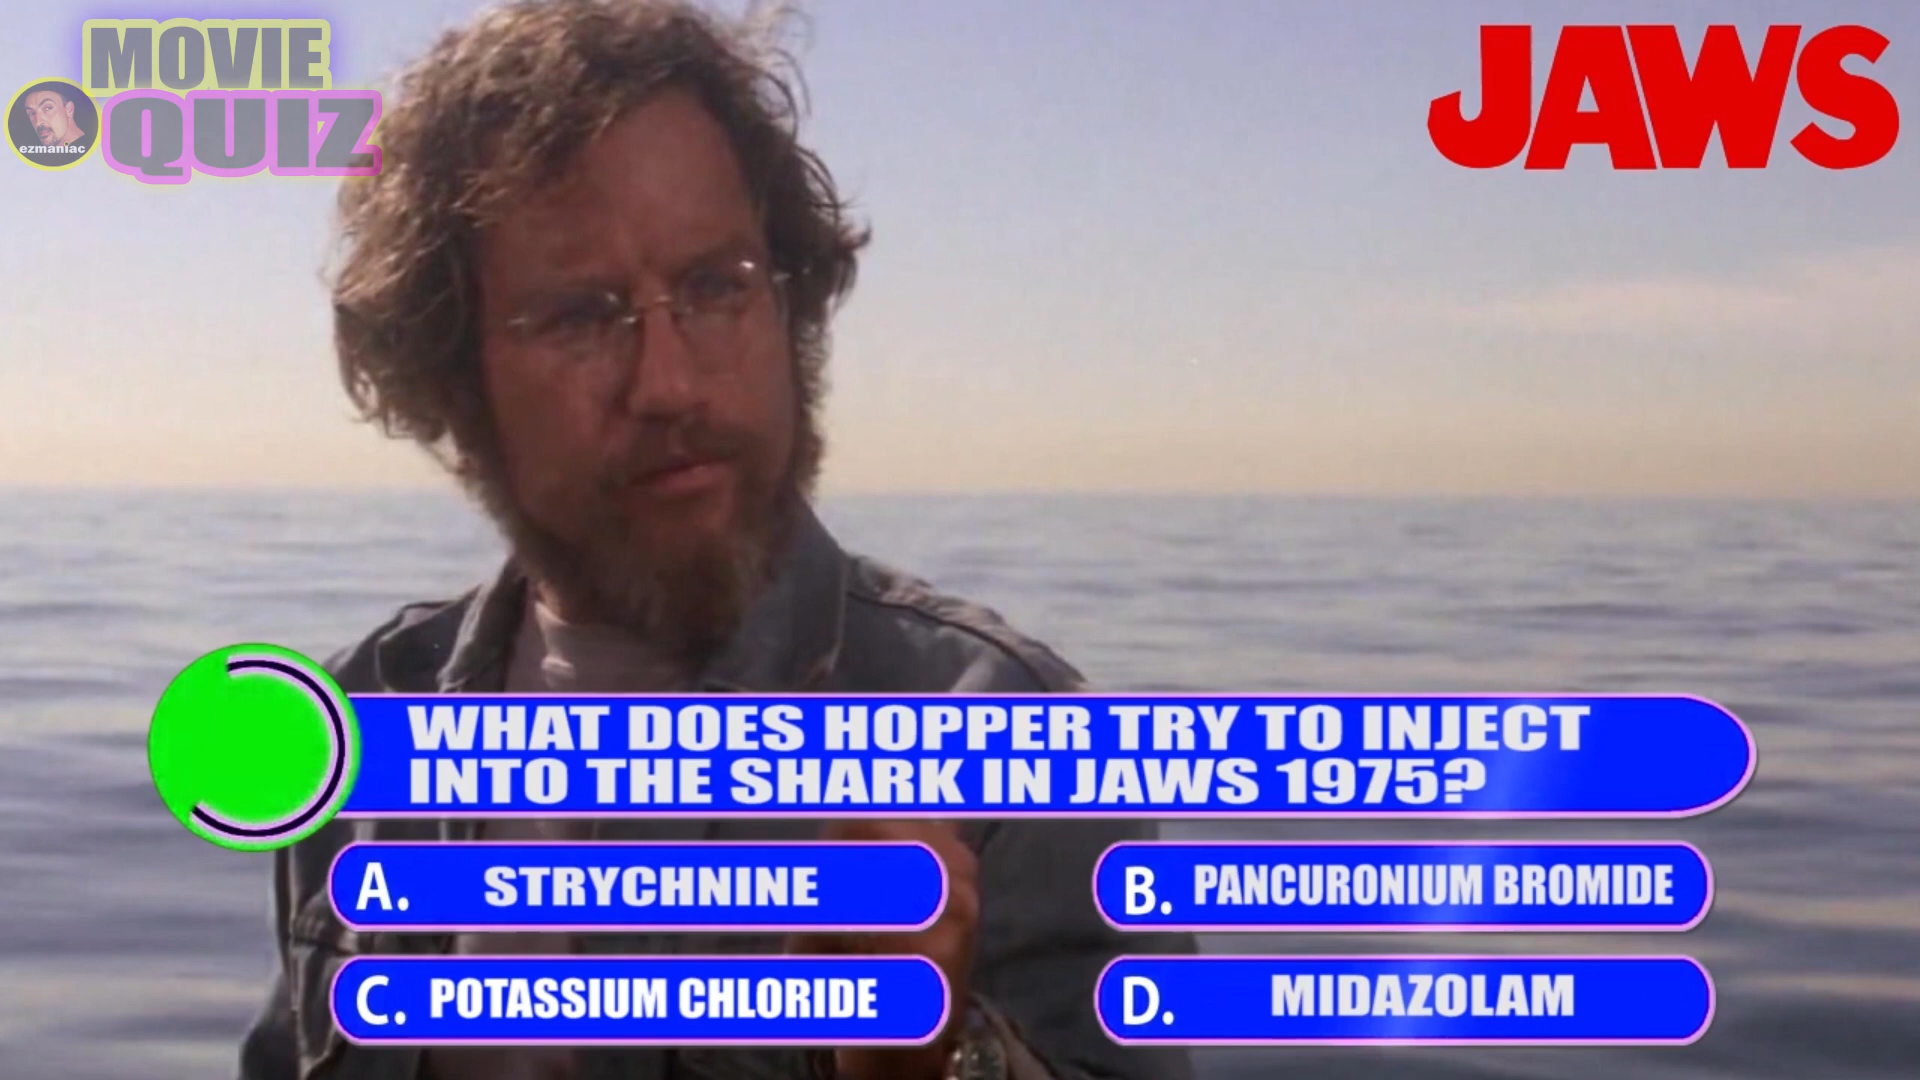 MOVIE
QUIZ
ezmaniac
JAWS
WHAT DOES HOPPER TRY TO INJECT
INTO THE SHARK IN JAWS 1975?
A. STRYCHNINE
B. PANCURONIUM BROMIDE
C. POTASSIUM CHLORIDE
D. MIDAZOLAM